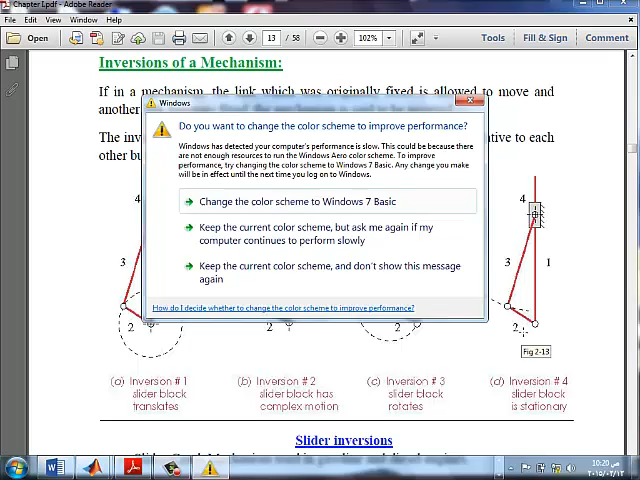 Chapter I.pdf - Adobe Reader
File Edit View Window Help
Open 13 / 58 102% Tools Fill & Sign Comment
Inversions of a Mechanism:
If in a mechanism, the link which was originally fixed is allowed to move and
another
The inv
relative to each
other bu
Windows
Do you want to change the color scheme to improve performance?
Windows has detected your computer's performance is slow. This could be because there
are not enough resources to run the Windows Aero color scheme. To improve
performance, try changing the color scheme to Windows 7 Basic. Any change you make
will be in effect until the next time you log on to Windows.
Change the color scheme to Windows 7 Basic
Keep the current color scheme, but ask me again if my
computer continues to perform slowly
Keep the current color scheme, and don't show this message
again
How do I decide whether to change the color scheme to improve performance?
4
3
2
2
2
4
3
1
2
Fig 2-13
(a) Inversion # 1
slider block
translates
(b) Inversion # 2
slider block has
complex motion
(c) Inversion # 3
slider block
rotates
(d) Inversion # 4
slider block
is stationary
Slider inversions
10:20 ص
٢٠١٥/٠٢/١٢